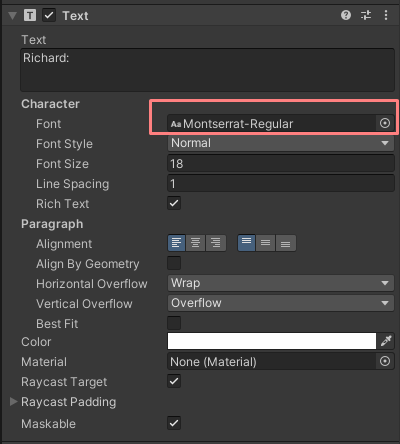 T Text
Text
Richard:
Character
Font Aa Montserrat-Regular
Font Style Normal
Font Size 18
Line Spacing 1
Rich Text
Paragraph
Alignment
Align By Geometry
Horizontal Overflow Wrap
Vertical Overflow Overflow
Best Fit
Color
Material None (Material)
Raycast Target
Raycast Padding
Maskable